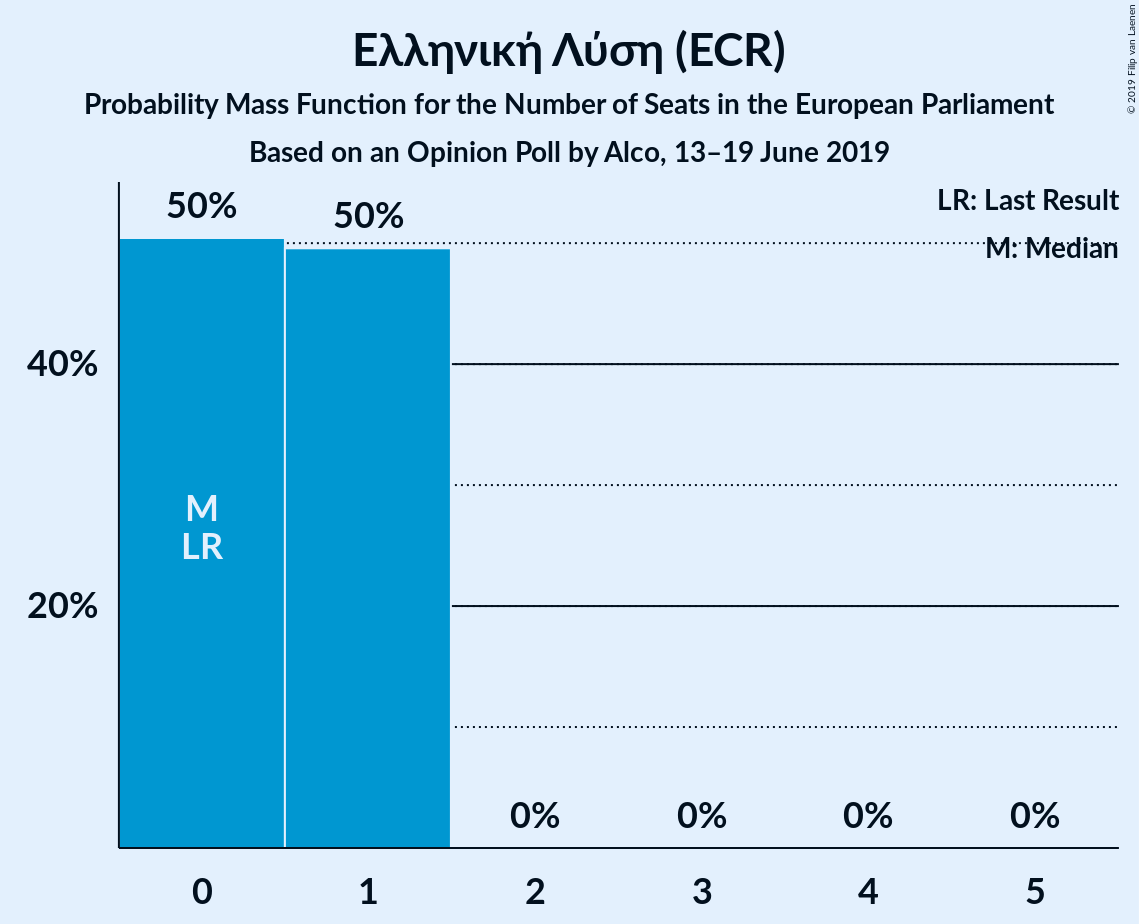 Ελληνική Λύση (ECR)
Probability Mass Function for the Number of Seats in the European Parliament
Based on an Opinion Poll by Alco, 13–19 June 2019
© 2019 Filip van Laenen
LR: Last Result
M: Median
50%
50%
40%
20%
M
LR
0%
0%
0%
0%
0
1
2
3
4
5